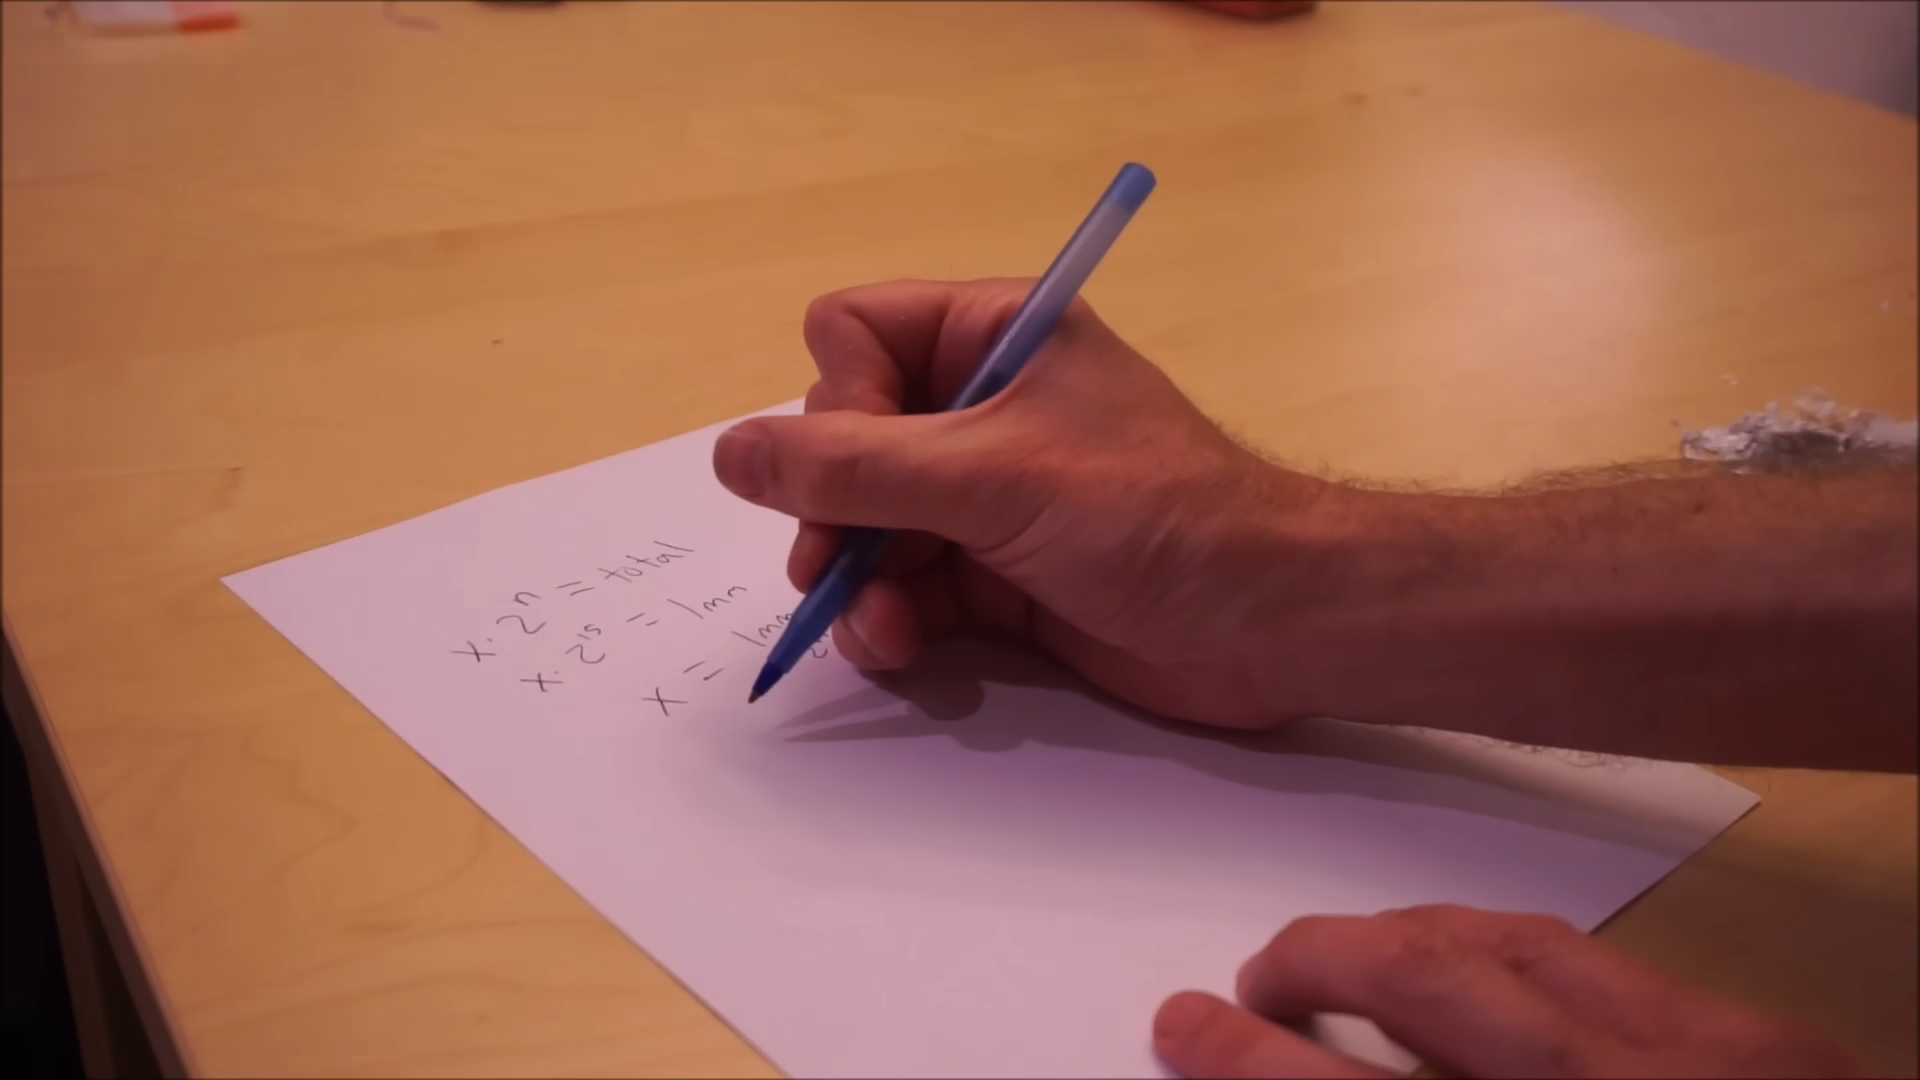 x · 2ⁿ = total
x · 2¹⁵ = 1mm
x = 1mm